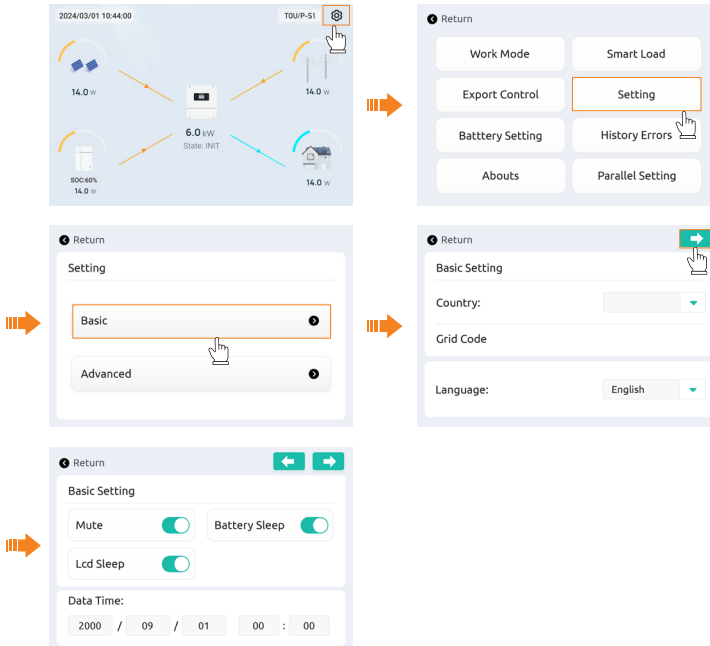 2024/03/01 10:44:00
TOU/P-S1
14.0 w
14.0 w
6.0 kW
State: INIT
SOC:60%
14.0 w
14.0 w
Return
Work Mode
Smart Load
Export Control
Setting
Batttery Setting
History Errors
Abouts
Parallel Setting
Return
Setting
Basic
Advanced
Return
Basic Setting
Country:
Grid Code
Language:
English
Return
Basic Setting
Mute
Battery Sleep
Lcd Sleep
Data Time:
2000 / 09 / 01 00 : 00